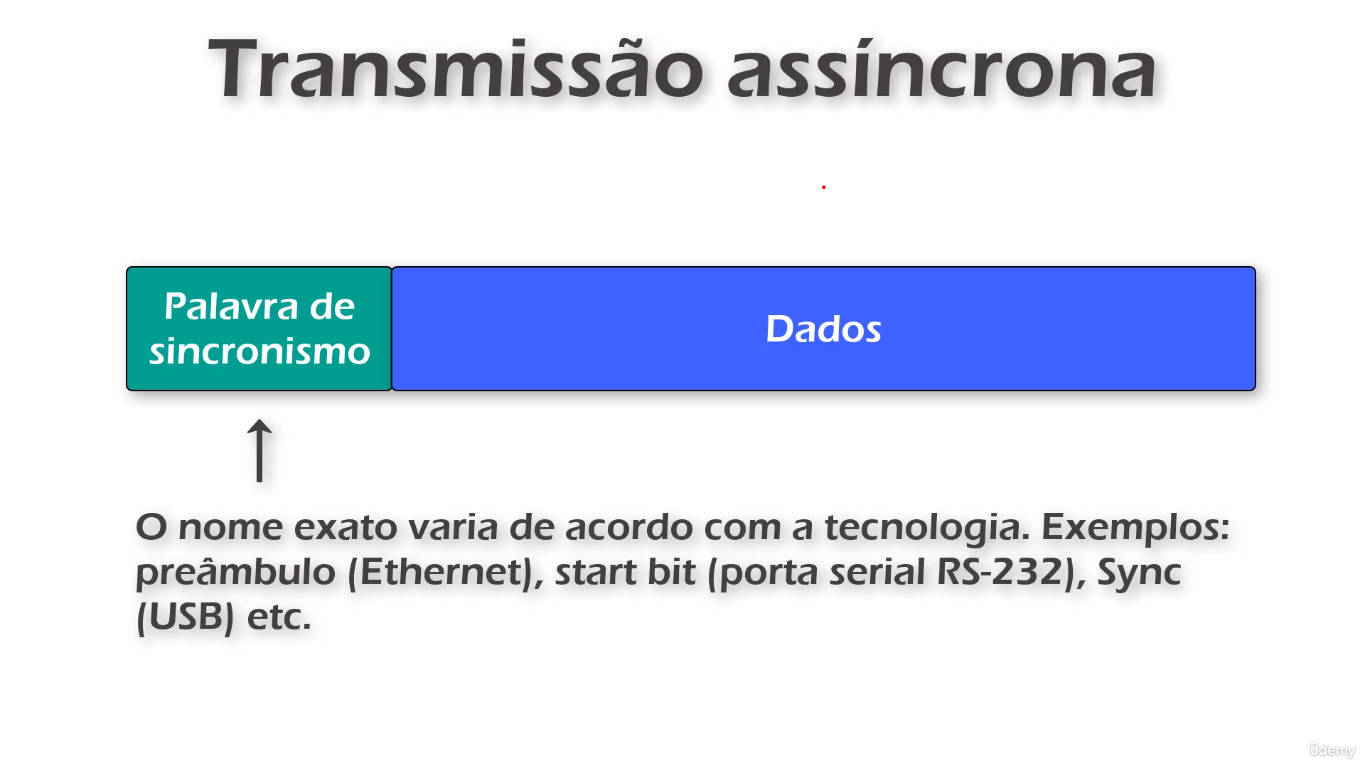 Transmissão assíncrona
Palavra de
sincronismo
Dados
O nome exato varia de acordo com a tecnologia. Exemplos:
preâmbulo (Ethernet), start bit (porta serial RS-232), Sync
(USB) etc.
ûdemy